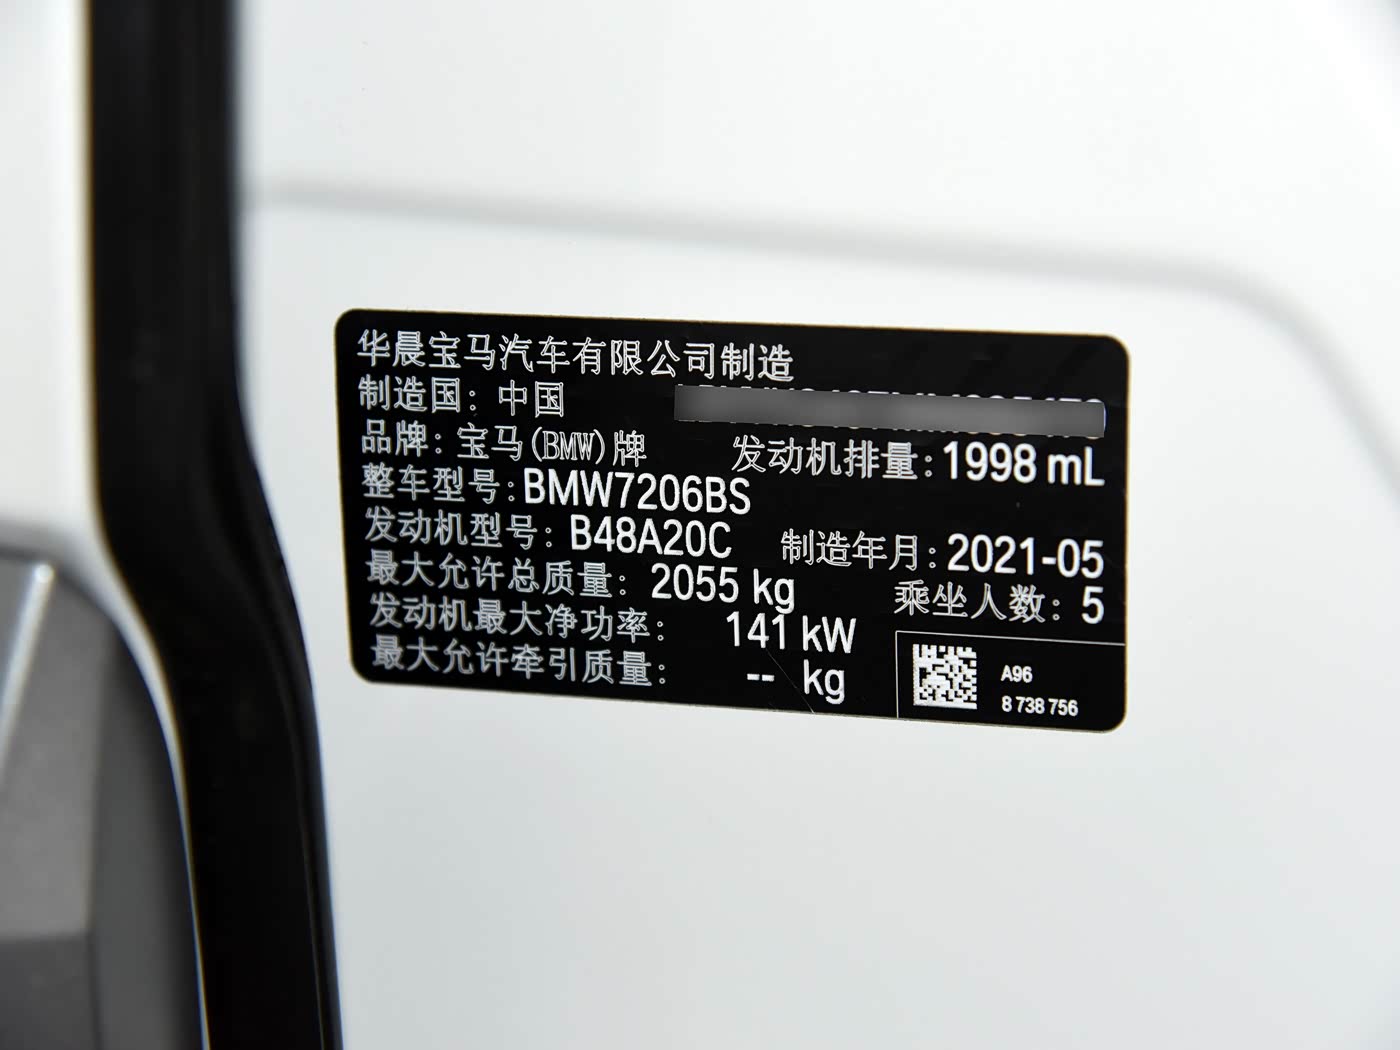 华晨宝马汽车有限公司制造
制造国：中国
品牌：宝马(BMW)牌 发动机排量：1998 mL
整车型号：BMW7206BS
发动机型号：B48A20C 制造年月：2021-05
最大允许总质量：2055 kg 乘坐人数：5
发动机最大净功率：141 kW
最大允许牵引质量：-- kg
A96
8 738 756